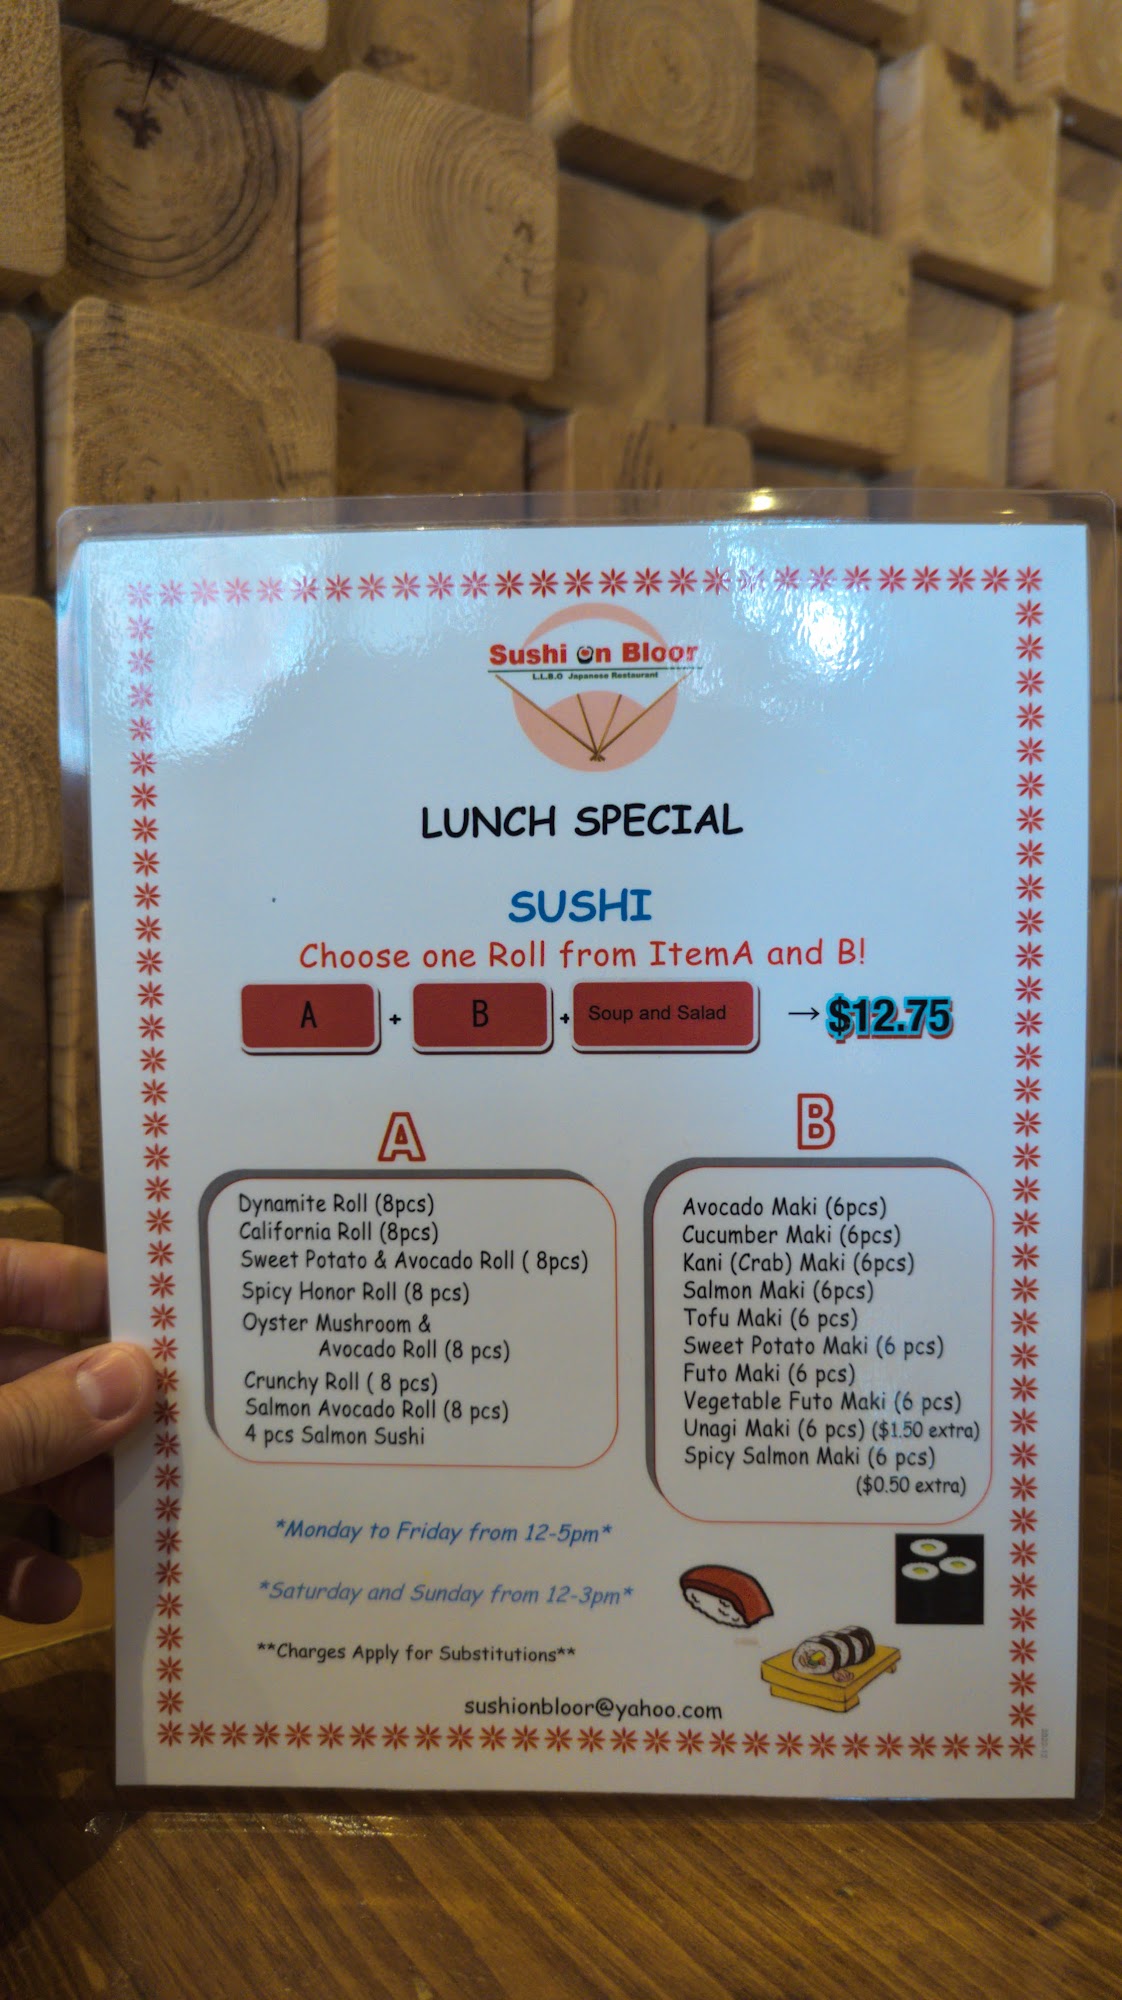 Sushi on Bloor
L.L.B.O Japanese Restaurant
LUNCH SPECIAL
SUSHI
Choose one Roll from ItemA and B!
A + B + Soup and Salad → $12.75
A
Dynamite Roll (8pcs)
California Roll (8pcs)
Sweet Potato & Avocado Roll ( 8pcs)
Spicy Honor Roll (8 pcs)
Oyster Mushroom &
Avocado Roll (8 pcs)
Crunchy Roll ( 8 pcs)
Salmon Avocado Roll (8 pcs)
4 pcs Salmon Sushi
B
Avocado Maki (6pcs)
Cucumber Maki (6pcs)
Kani (Crab) Maki (6pcs)
Salmon Maki (6pcs)
Tofu Maki (6 pcs)
Sweet Potato Maki (6 pcs)
Futo Maki (6 pcs)
Vegetable Futo Maki (6 pcs)
Unagi Maki (6 pcs) ($1.50 extra)
Spicy Salmon Maki (6 pcs)
($0.50 extra)
*Monday to Friday from 12-5pm*
*Saturday and Sunday from 12-3pm*
**Charges Apply for Substitutions**
sushionbloor@yahoo.com